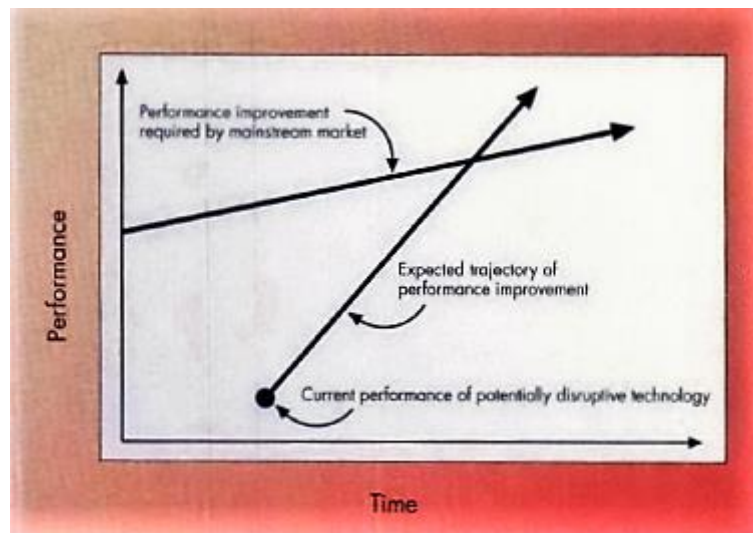 Performance improvement
required by mainstream market
Expected trajectory of
performance improvement
Current performance of potentially disruptive technology
Performance
Time